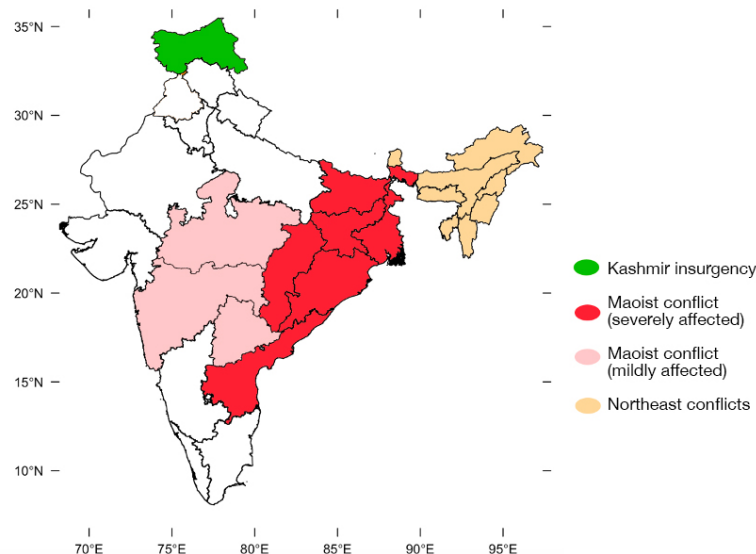 35°N
30°N
25°N
20°N
15°N
10°N
70°E 75°E 80°E 85°E 90°E 95°E
Kashmir insurgency
Maoist conflict
(severely affected)
Maoist conflict
(mildly affected)
Northeast conflicts